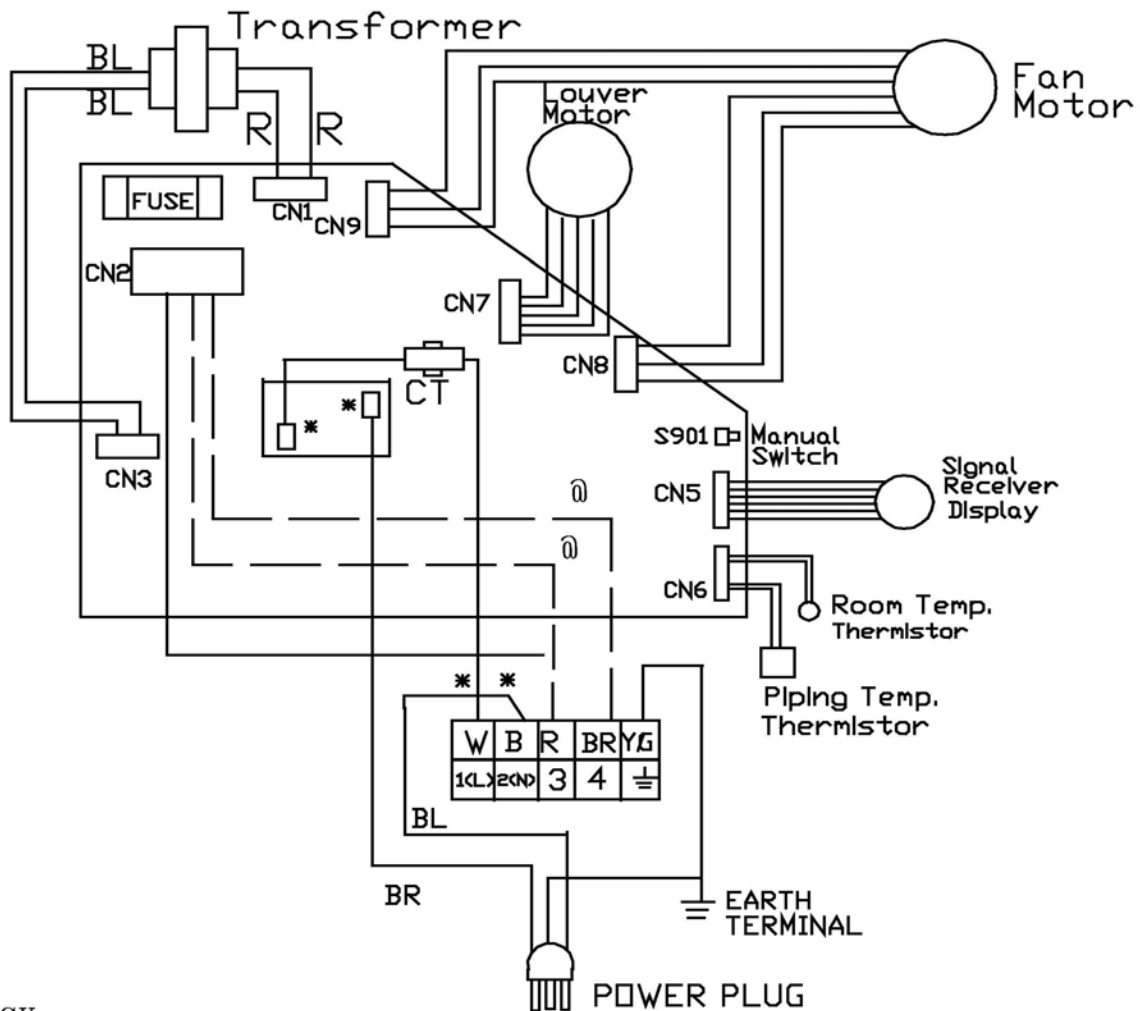 Transformer
BL
BL
R R
Fan
Motor
Louver
Motor
FUSE
CN1
CN9
CN2
CN7
CN8
CT
*
*
CN3
S901
Manual
Switch
CN5
Signal
Receiver
Display
@
@
CN6
Room Temp.
Thermistor
Piping Temp.
Thermistor
* *
W B R BR Y/G
1(L) 2(N) 3 4
BL
BR
EARTH
TERMINAL
POWER PLUG